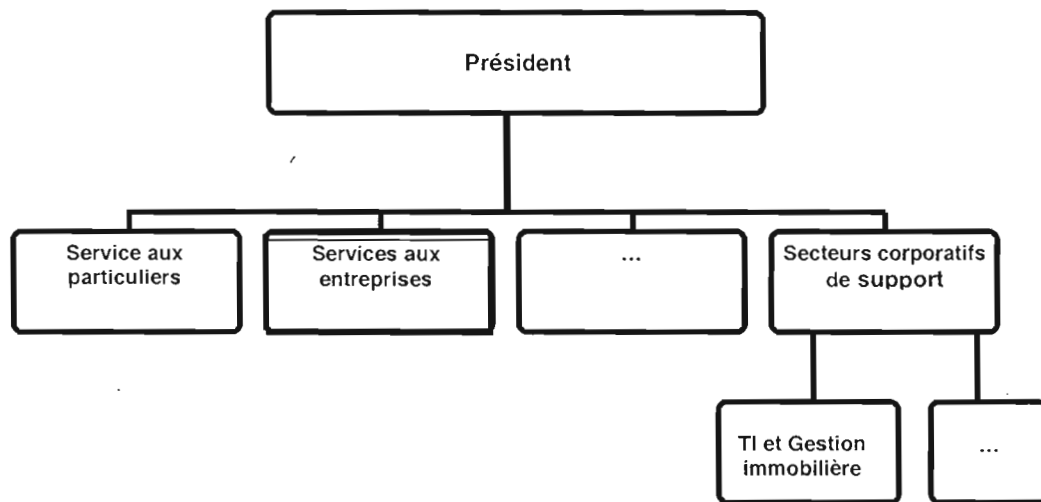 Président
Service aux
particuliers
Services aux
entreprises
...
Secteurs corporatifs
de support
TI et Gestion
immobilière
...